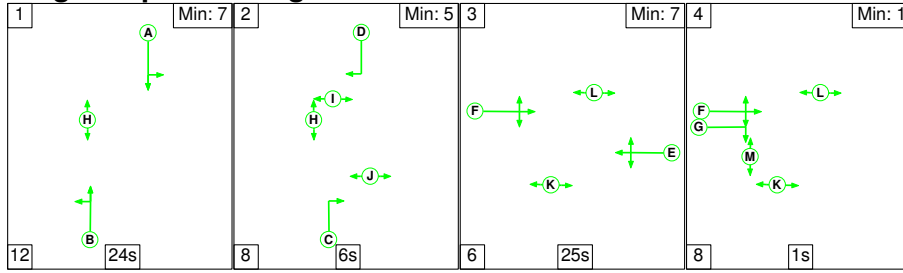 1 Min: 7
A
H
B
12 24s
2 Min: 5
D
I
H
J
C
8 6s
3 Min: 7
L
F
E
K
6 25s
4 Min: 1
L
F
G
M
K
8 1s